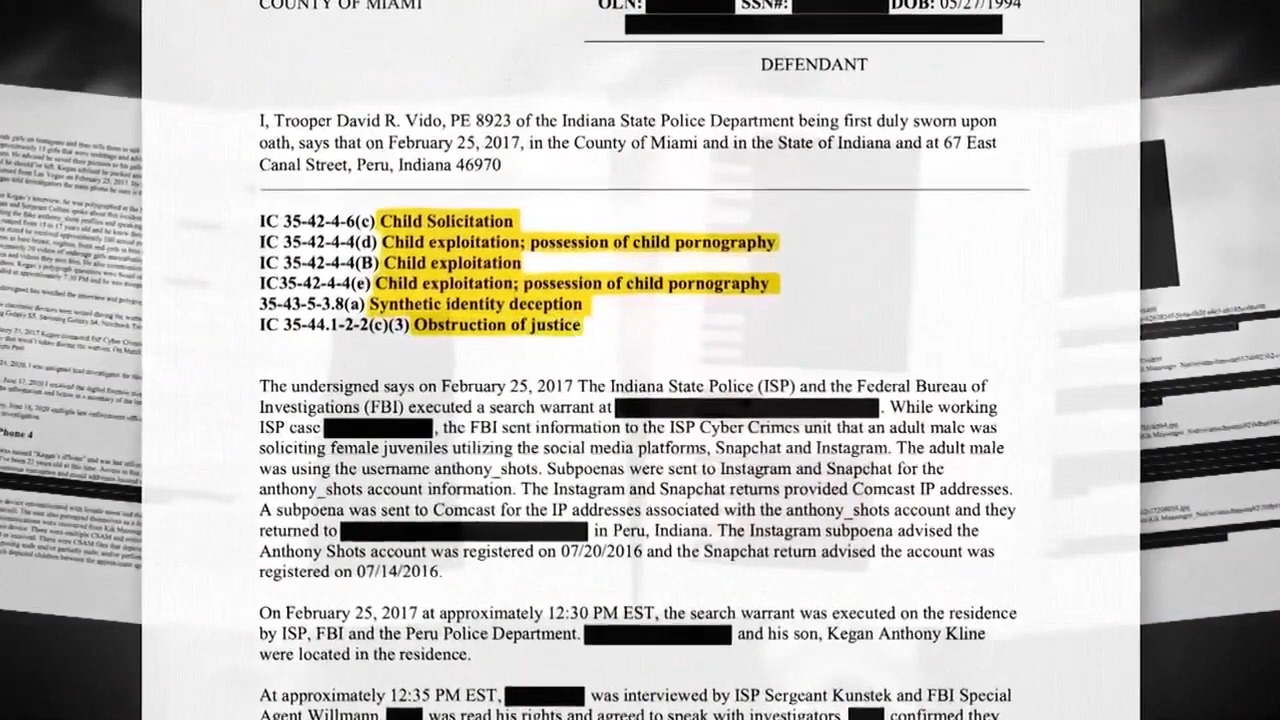 COUNTY OF MIAMI
OLN: SSN#: DOB: 05/27/1994
DEFENDANT
I, Trooper David R. Vido, PE 8923 of the Indiana State Police Department being first duly sworn upon
oath, says that on February 25, 2017, in the County of Miami and in the State of Indiana and at 67 East
Canal Street, Peru, Indiana 46970
IC 35-42-4-6(c) Child Solicitation
IC 35-42-4-4(d) Child exploitation; possession of child pornography
IC 35-42-4-4(B) Child exploitation
IC35-42-4-4(e) Child exploitation; possession of child pornography
35-43-5-3.8(a) Synthetic identity deception
IC 35-44.1-2-2(c)(3) Obstruction of justice
The undersigned says on February 25, 2017 The Indiana State Police (ISP) and the Federal Bureau of
Investigations (FBI) executed a search warrant at . While working
ISP case , the FBI sent information to the ISP Cyber Crimes unit that an adult male was
soliciting female juveniles utilizing the social media platforms, Snapchat and Instagram. The adult male
was using the username anthony_shots. Subpoenas were sent to Instagram and Snapchat for the
anthony_shots account information. The Instagram and Snapchat returns provided Comcast IP addresses.
A subpoena was sent to Comcast for the IP addresses associated with the anthony_shots account and they
returned to in Peru, Indiana. The Instagram subpoena advised the
Anthony Shots account was registered on 07/20/2016 and the Snapchat return advised the account was
registered on 07/14/2016.
On February 25, 2017 at approximately 12:30 PM EST, the search warrant was executed on the residence
by ISP, FBI and the Peru Police Department. and his son, Kegan Anthony Kline
were located in the residence.
At approximately 12:35 PM EST, was interviewed by ISP Sergeant Kunstek and FBI Special
Agent Willmann was read his rights and agreed to speak with investigators. confirmed they